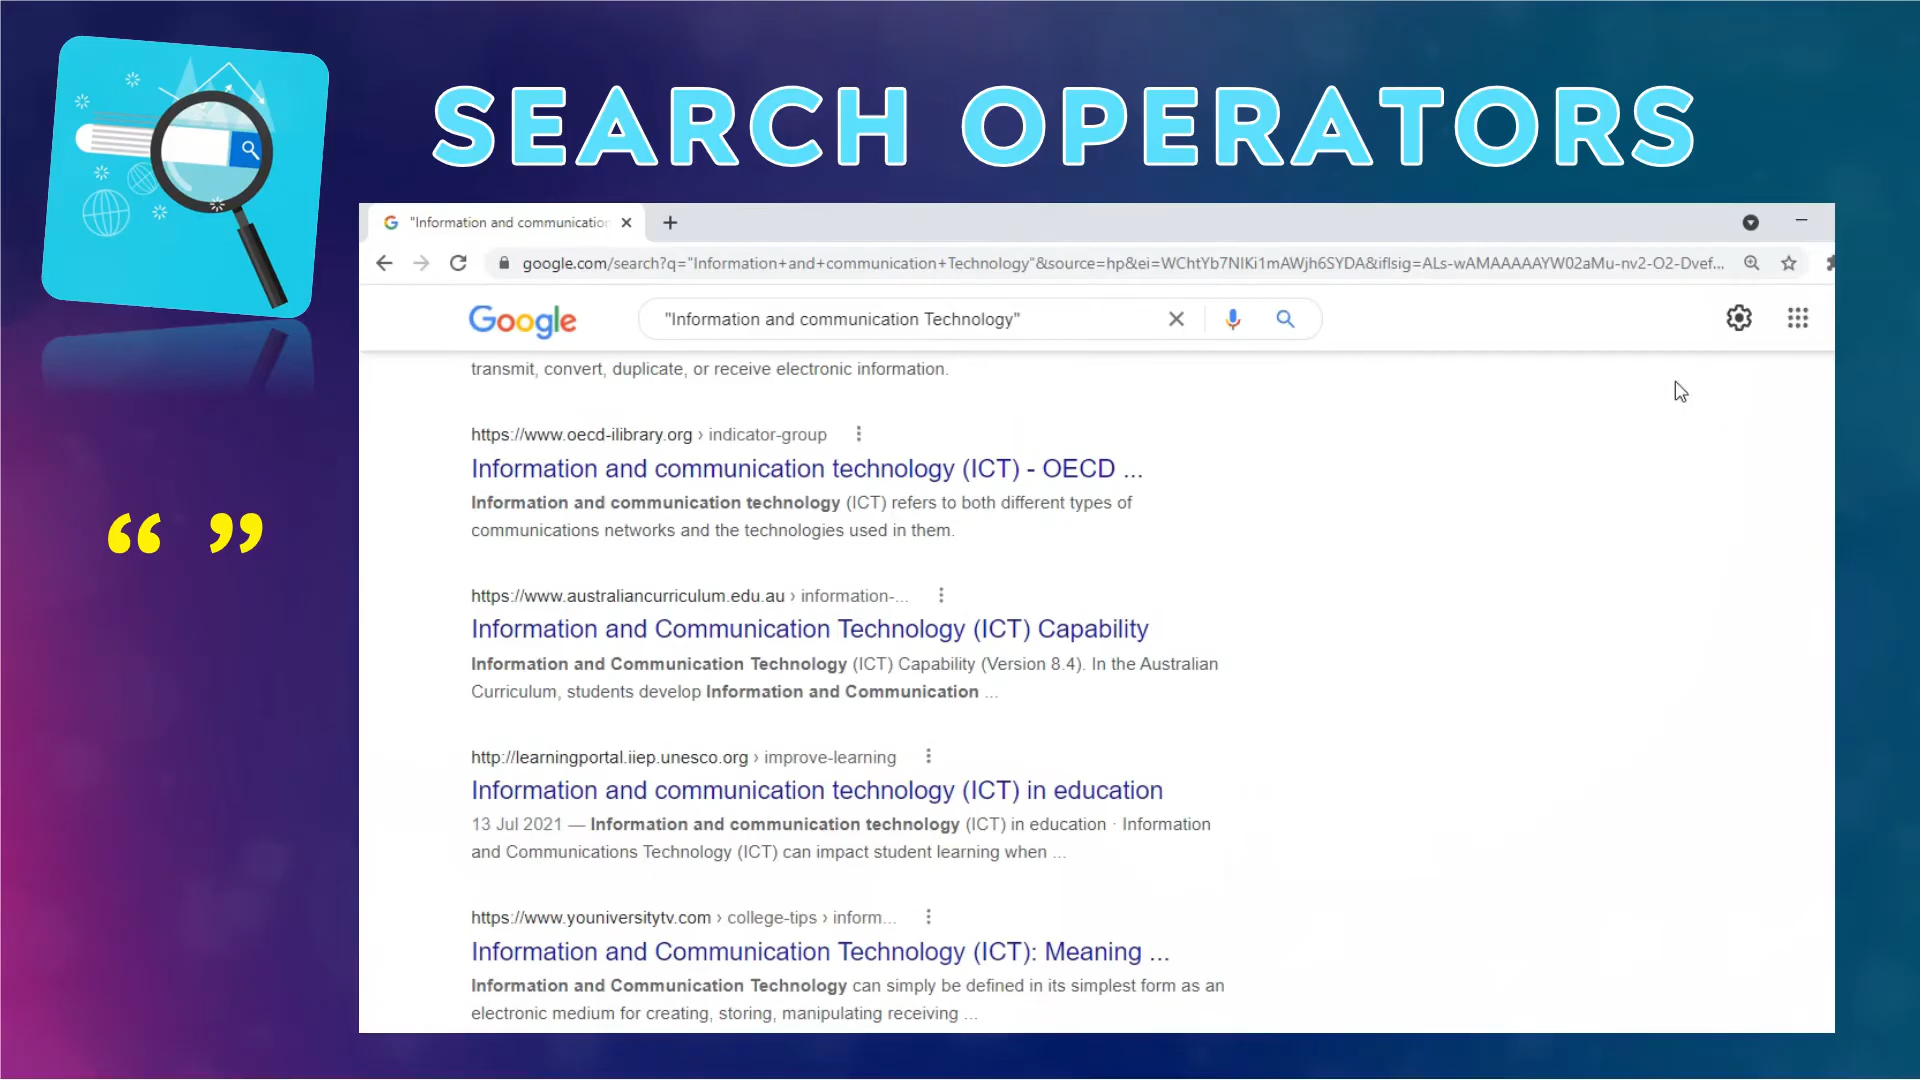 SEARCH OPERATORS
"Information and communication
google.com/search?q="Information+and+communication+Technology"&source=hp&ei=WChtYb7NIKi1mAWjh6SYDA&iflsig=ALs-wAMAAAAAYW02aMu-nv2-O2-Dvef...
Google
"Information and communication Technology"
transmit, convert, duplicate, or receive electronic information.
https://www.oecd-ilibrary.org › indicator-group
Information and communication technology (ICT) - OECD ...
Information and communication technology (ICT) refers to both different types of
communications networks and the technologies used in them.
“ ”
https://www.australiancurriculum.edu.au › information-...
Information and Communication Technology (ICT) Capability
Information and Communication Technology (ICT) Capability (Version 8.4). In the Australian
Curriculum, students develop Information and Communication ...
http://learningportal.iiep.unesco.org › improve-learning
Information and communication technology (ICT) in education
13 Jul 2021 — Information and communication technology (ICT) in education · Information
and Communications Technology (ICT) can impact student learning when ...
https://www.youniversitytv.com › college-tips › inform...
Information and Communication Technology (ICT): Meaning ...
Information and Communication Technology can simply be defined in its simplest form as an
electronic medium for creating, storing, manipulating receiving ...